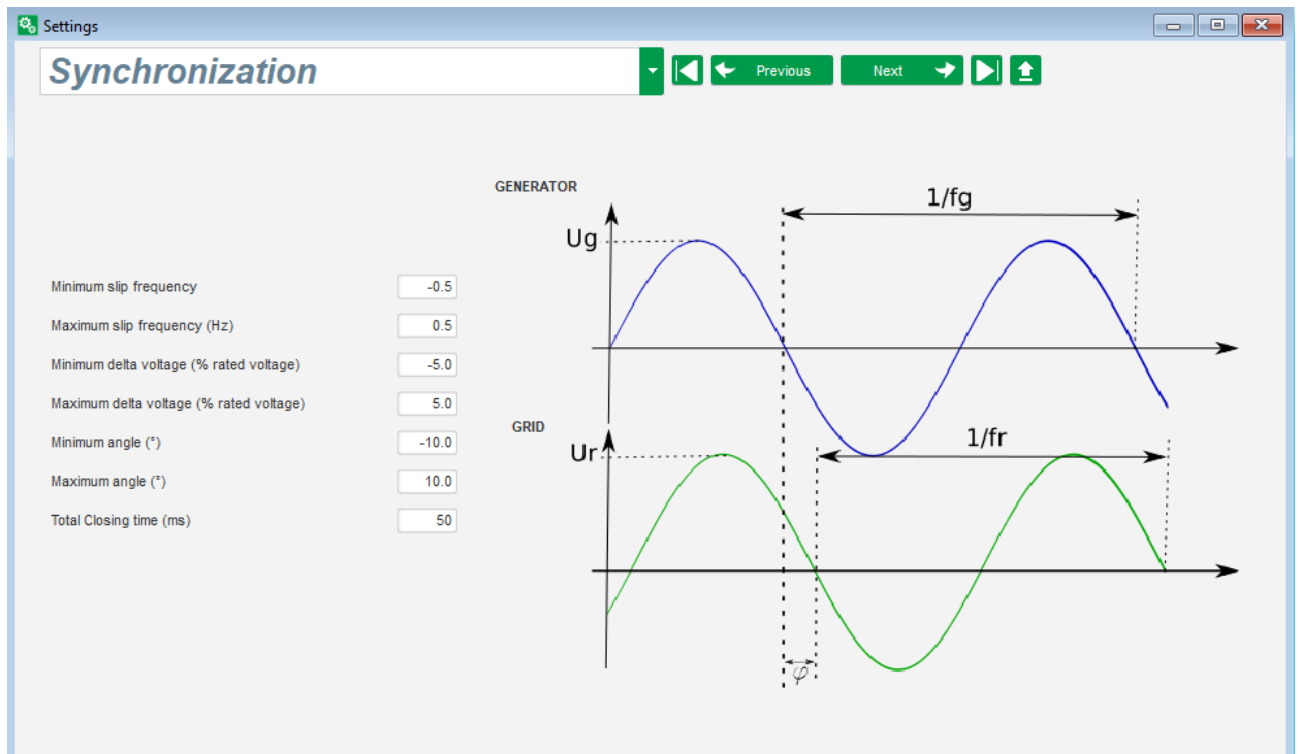 Settings
Synchronization
Previous
Next
GENERATOR
1/fg
Ug
Minimum slip frequency -0.5
Maximum slip frequency (Hz) 0.5
Minimum delta voltage (% rated voltage) -5.0
Maximum delta voltage (% rated voltage) 5.0
GRID
1/fr
Ur
Minimum angle (°) -10.0
Maximum angle (°) 10.0
Total Closing time (ms) 50
φ